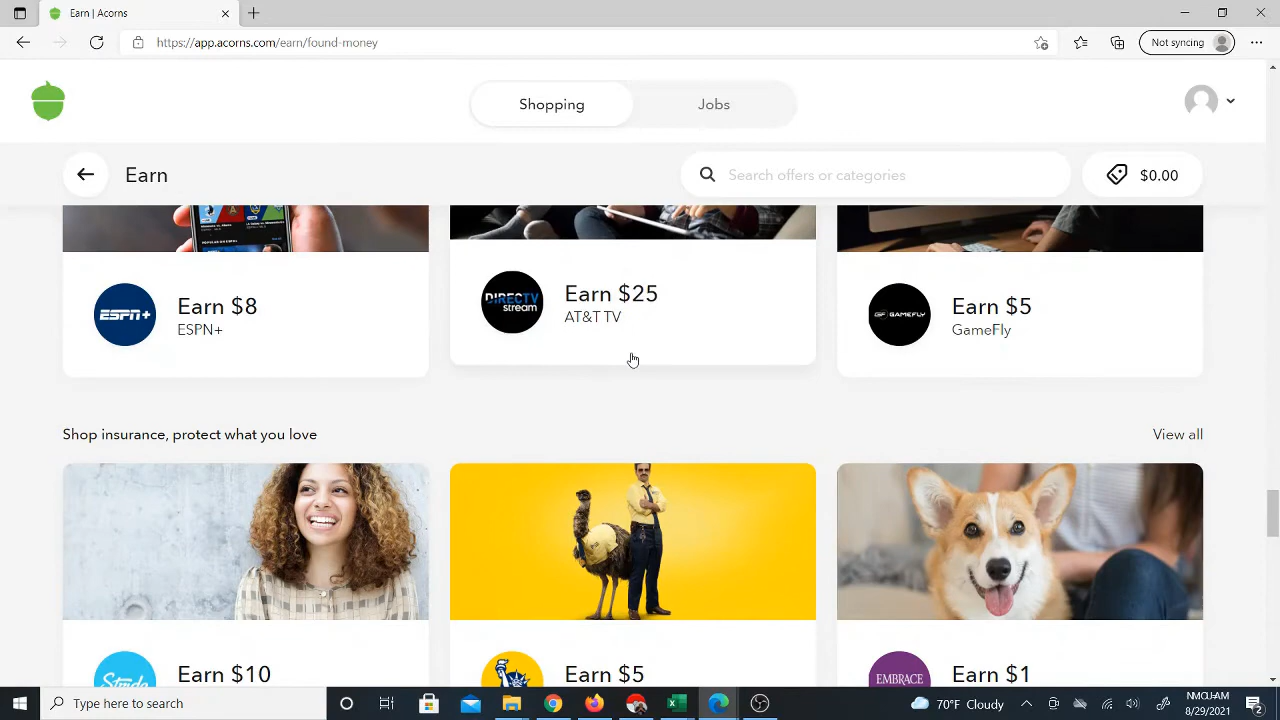 Earn | Acorns
https://app.acorns.com/earn/found-money
Not syncing
Shopping
Jobs
Earn
Search offers or categories
$0.00
ESPN+
Earn $8
ESPN+
DIRECTV
stream
Earn $25
AT&T TV
GF GAMEFLY
Earn $5
GameFly
Shop insurance, protect what you love
View all
Earn $10
Earn $5
EMBRACE
Earn $1
Type here to search
70°F Cloudy
8/29/2021
2